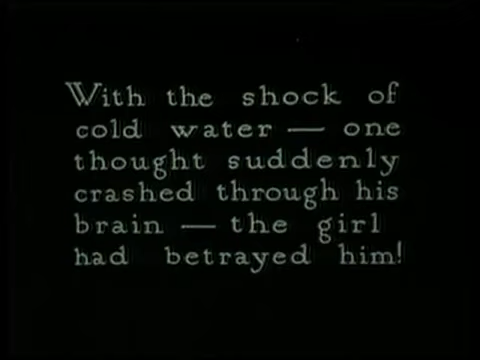 With the shock of
cold water — one
thought suddenly
crashed through his
brain — the girl
had betrayed him!